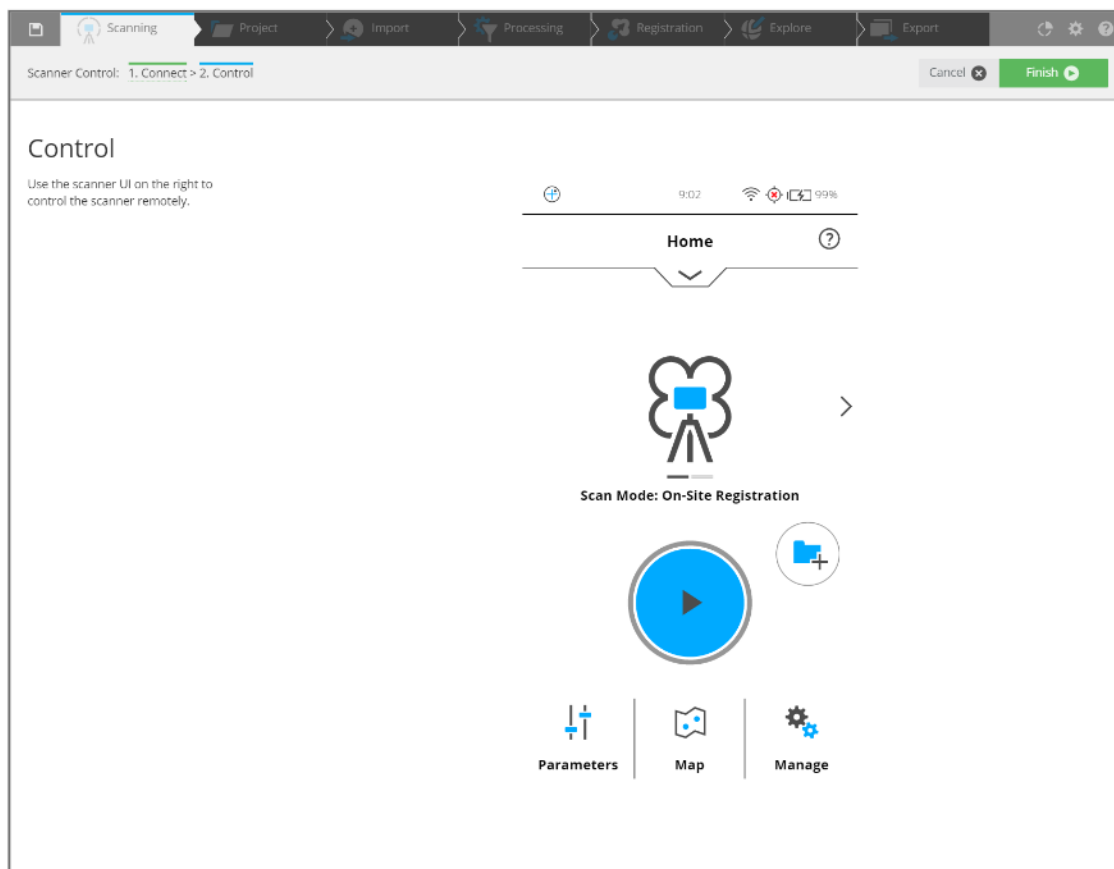 Scanning Project Import Processing Registration Explore Export
Scanner Control: 1. Connect > 2. Control Cancel Finish
Control
Use the scanner UI on the right to
control the scanner remotely.
9:02 99%
Home
Scan Mode: On-Site Registration
Parameters Map Manage